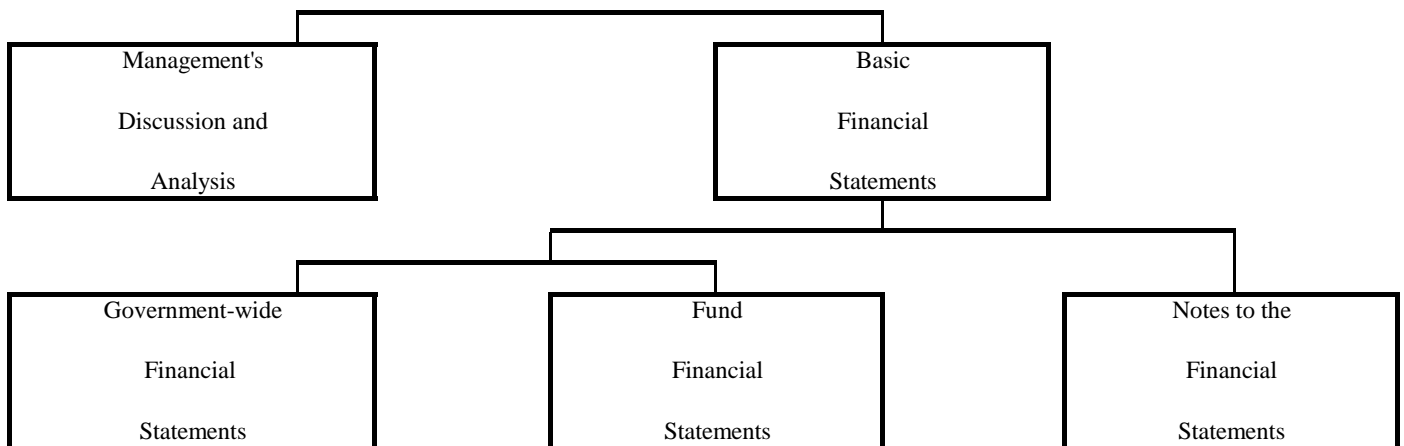 Management's
Discussion and
Analysis
Basic
Financial
Statements
Government-wide
Financial
Statements
Fund
Financial
Statements
Notes to the
Financial
Statements